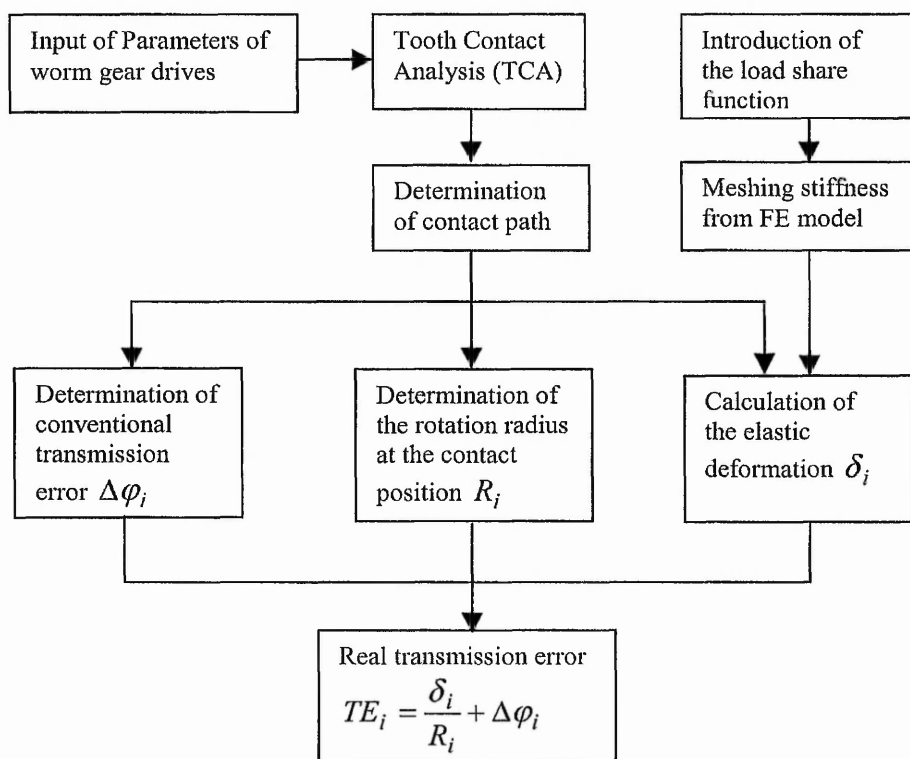 Input of Parameters of
worm gear drives
Tooth Contact
Analysis (TCA)
Introduction of
the load share
function
Determination
of contact path
Meshing stiffness
from FE model
Determination of
conventional
transmission
error Δφᵢ
Determination of
the rotation radius
at the contact
position Rᵢ
Calculation of
the elastic
deformation δᵢ
Real transmission error
TEᵢ = δᵢ/Rᵢ + Δφᵢ